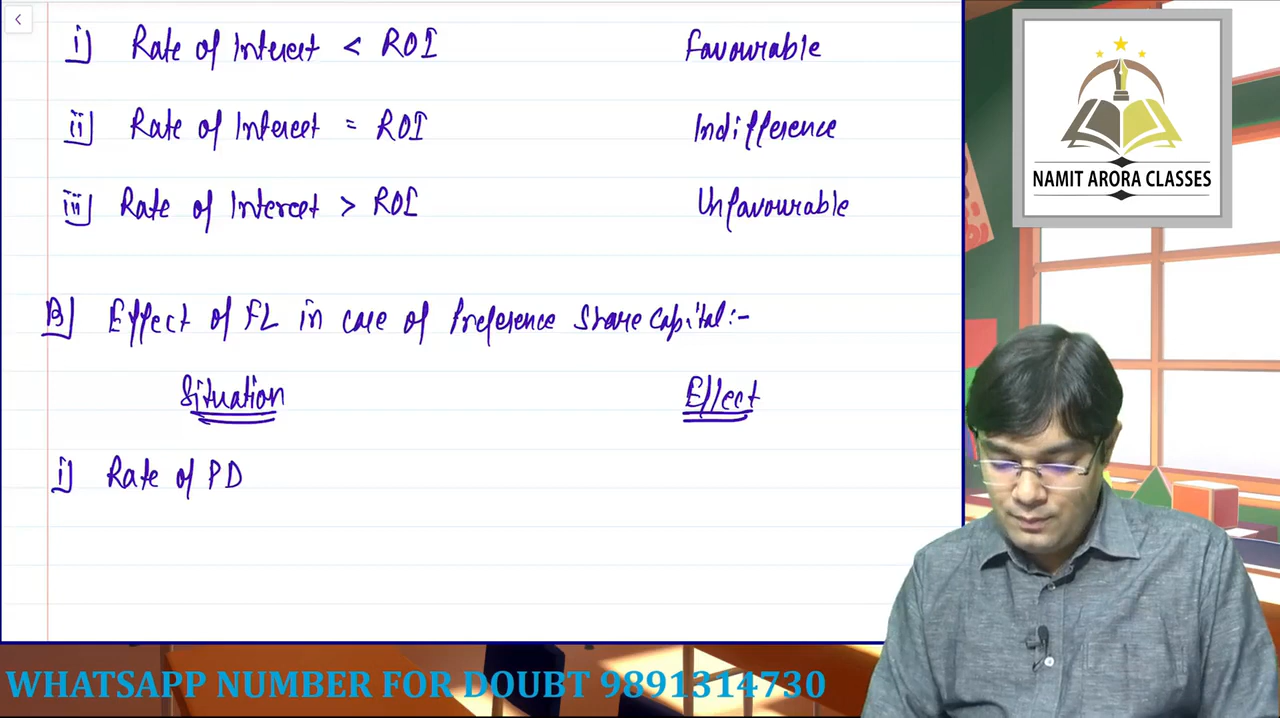 i] Rate of Interest < ROI Favourable
ii] Rate of Interest = ROI Indifference
iii] Rate of Interest > ROI Unfavourable
NAMIT ARORA CLASSES
B] Effect of FL in case of Preference Share Capital:-
Situation Effect
i] Rate of PD
WHATSAPP NUMBER FOR DOUBT 9891314730